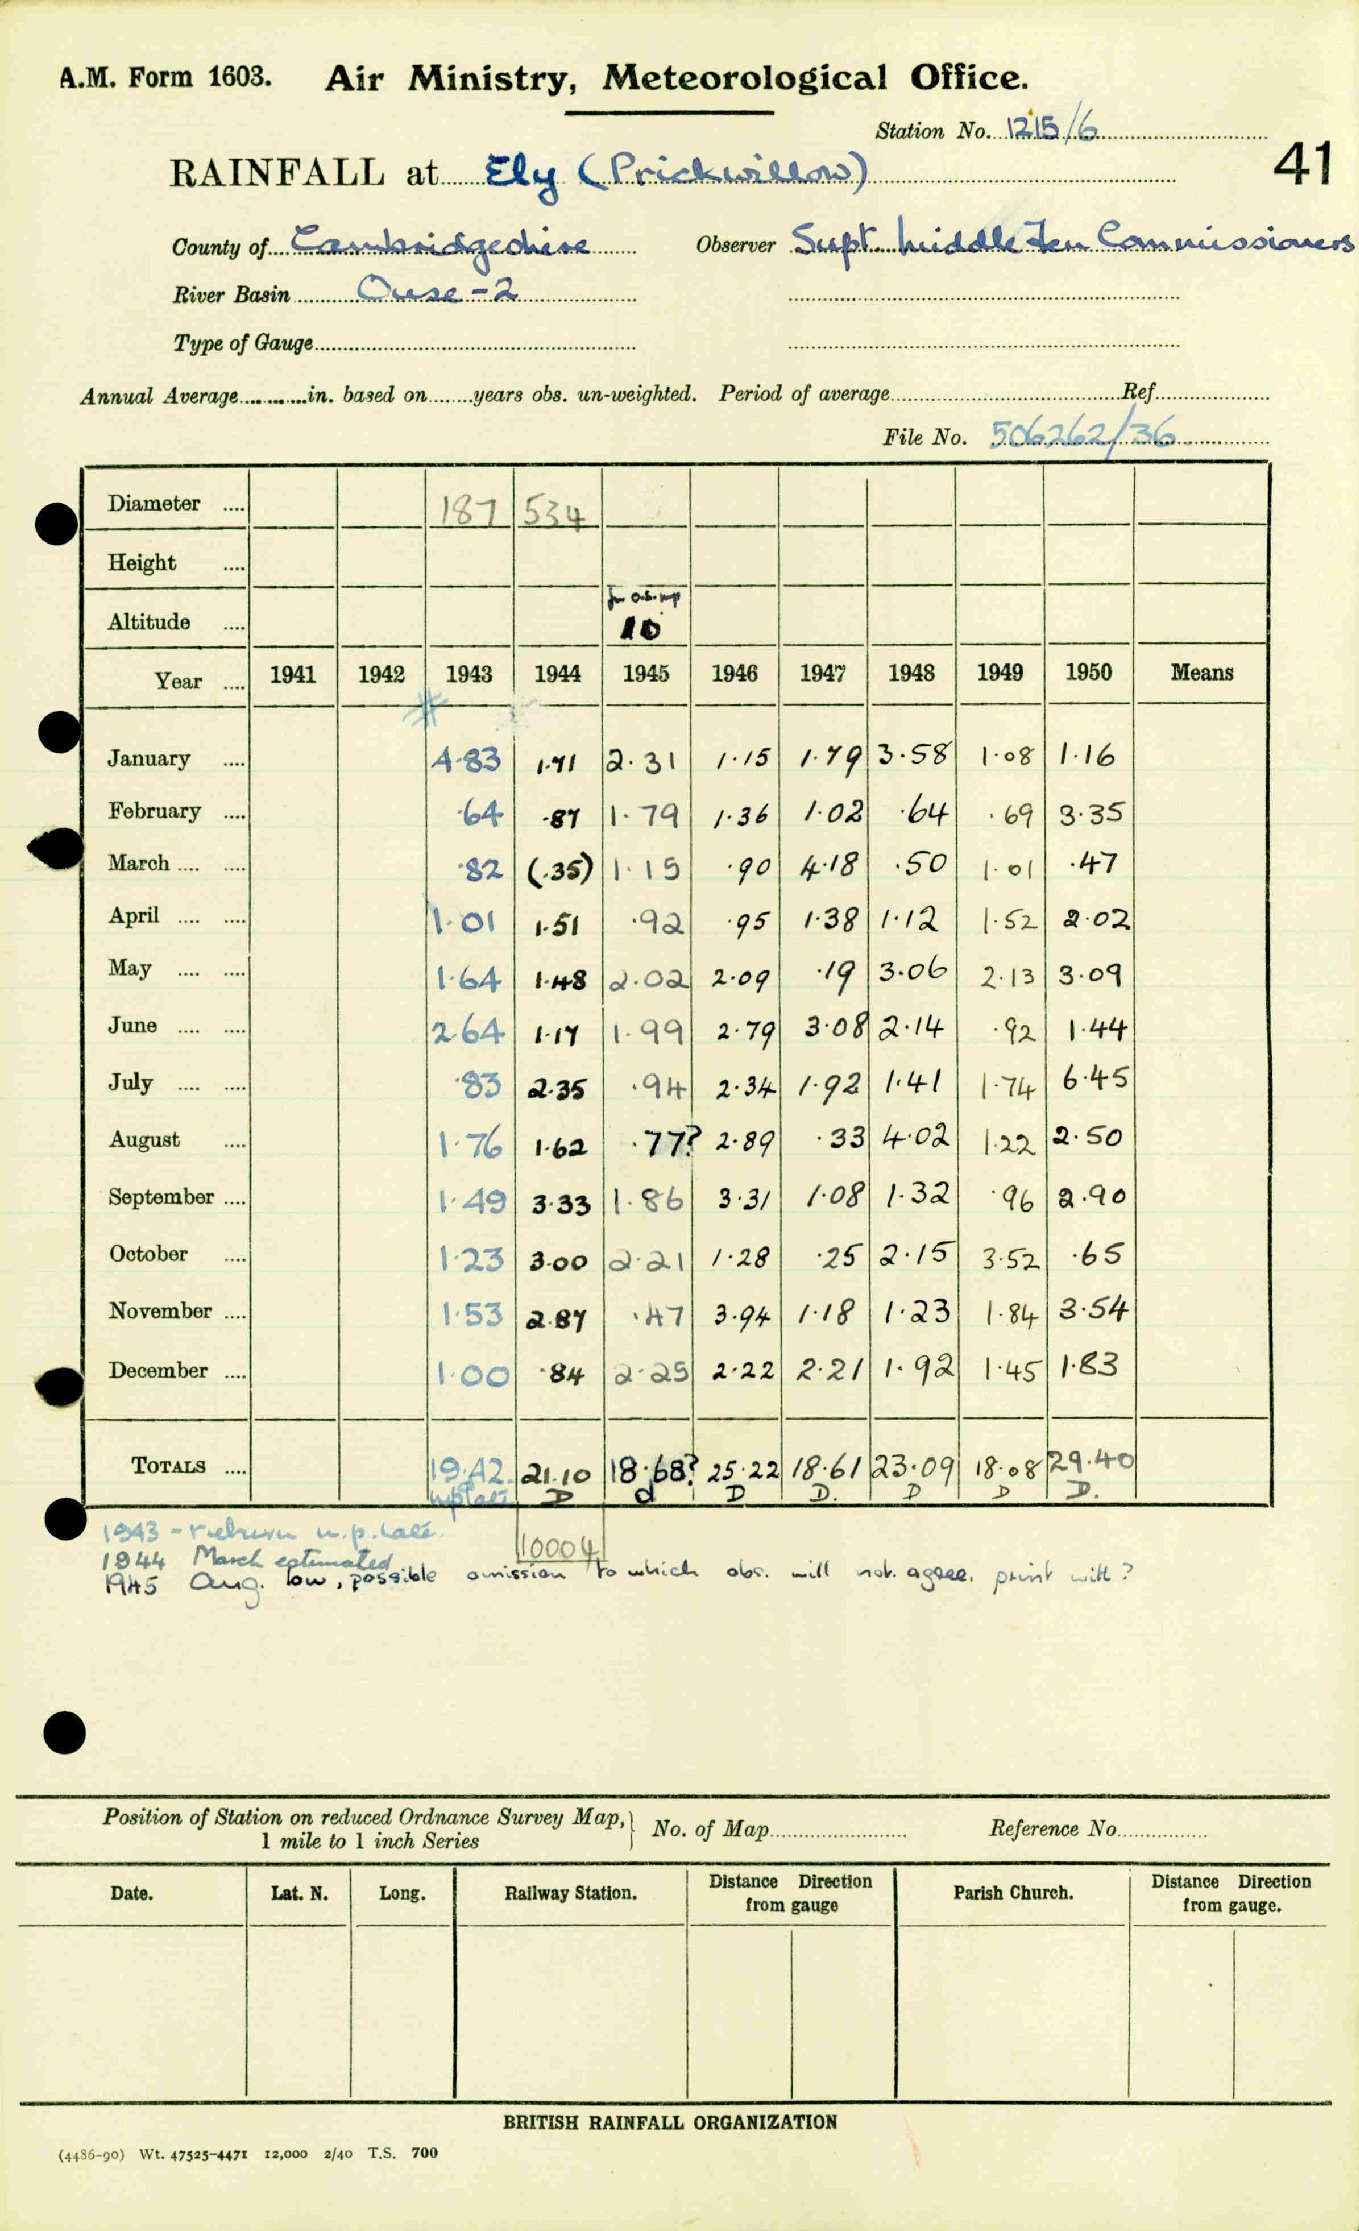 A.M. Form 1603. Air Ministry, Meteorological Office.
Station No. 1215/6
41
RAINFALL at Ely (Prickwillow)
County of Cambridgeshire Observer Supt. Middle Fen Commissioners
River Basin Ouse-2
Type of Gauge
Annual Average in. based on years obs. un-weighted. Period of average Ref.
File No. 506262/36
Diameter 187 534
Height
Altitude 10
Year 1941 1942 1943 1944 1945 1946 1947 1948 1949 1950 Means
January 4.83 1.71 2.31 1.15 1.79 3.58 1.08 1.16
February .64 .87 1.79 1.36 1.02 .64 .69 3.35
March .82 (.35) 1.15 .90 4.18 .50 1.01 .47
April 1.01 1.51 .92 .95 1.38 1.12 1.52 2.02
May 1.64 1.48 2.02 2.09 .19 3.06 2.13 3.09
June 2.64 1.17 1.99 2.79 3.08 2.14 .92 1.44
July .83 2.35 .94 2.34 1.92 1.41 1.74 6.45
August 1.76 1.62 .77? 2.89 .33 4.02 1.22 2.50
September 1.49 3.33 1.86 3.31 1.08 1.32 .96 2.90
October 1.23 3.00 2.21 1.28 .25 2.15 3.52 .65
November 1.53 2.87 .47 3.94 1.18 1.23 1.84 3.54
December 1.00 .84 2.25 2.22 2.21 1.92 1.45 1.83
TOTALS 19.42 21.10 18.68? 25.22 18.61 23.09 18.08 29.40
D d D D. D D D.
1943 - return u.p. late.
10004
1944 March estimated
1945 Aug. low, possible omission to which obs. will not agree. print with ?
Position of Station on reduced Ordnance Survey Map, No. of Map Reference No.
1 mile to 1 inch Series
Date. Lat. N. Long. Railway Station. Distance Direction from gauge Parish Church. Distance Direction from gauge.
BRITISH RAINFALL ORGANIZATION
(4486-90) Wt. 47525-4471 12,000 2/40 T.S. 700